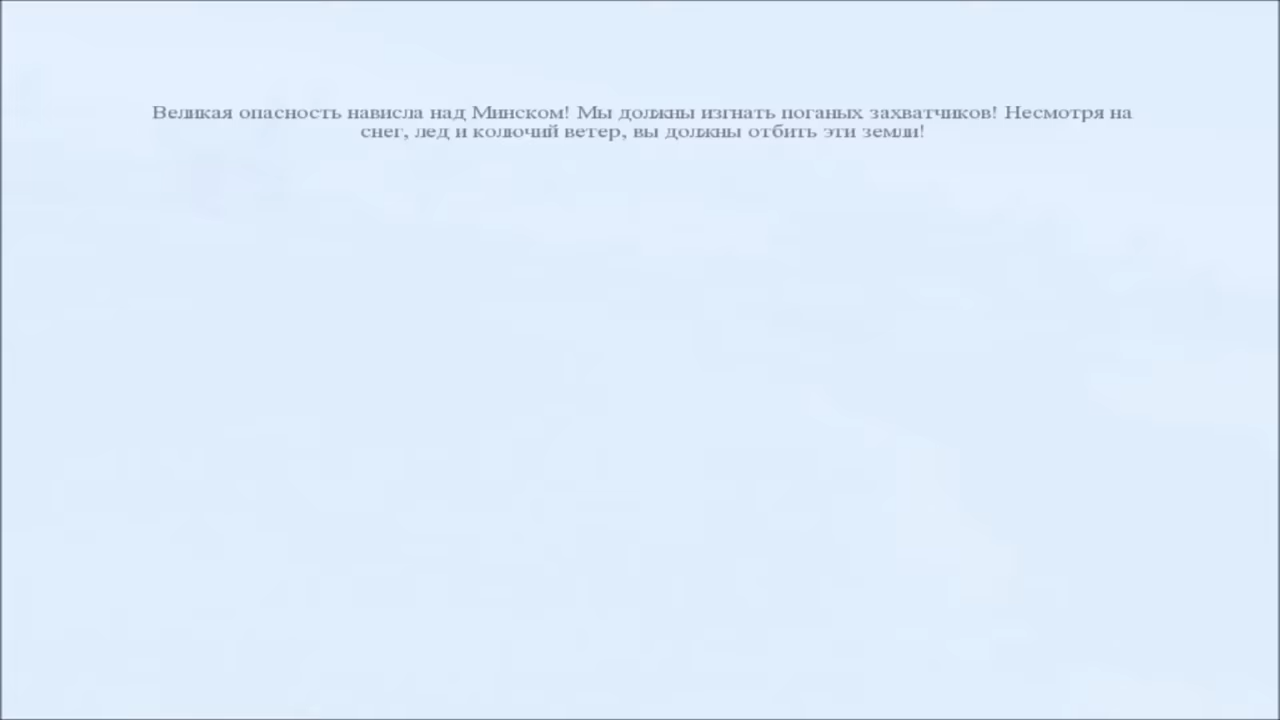 Великая опасность нависла над Минском! Мы должны изгнать поганых захватчиков! Несмотря на
снег, лед и колючий ветер, вы должны отбить эти земли!